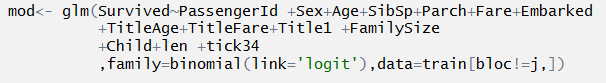 mod<- glm(Survived~PassengerId +Sex+Age+SibSp+Parch+Fare+Embarked
+TitleAge+TitleFare+Title1 +FamilySize
+Child+len +tick34
,family=binomial(link='logit'),data=train[bloc!=j,])